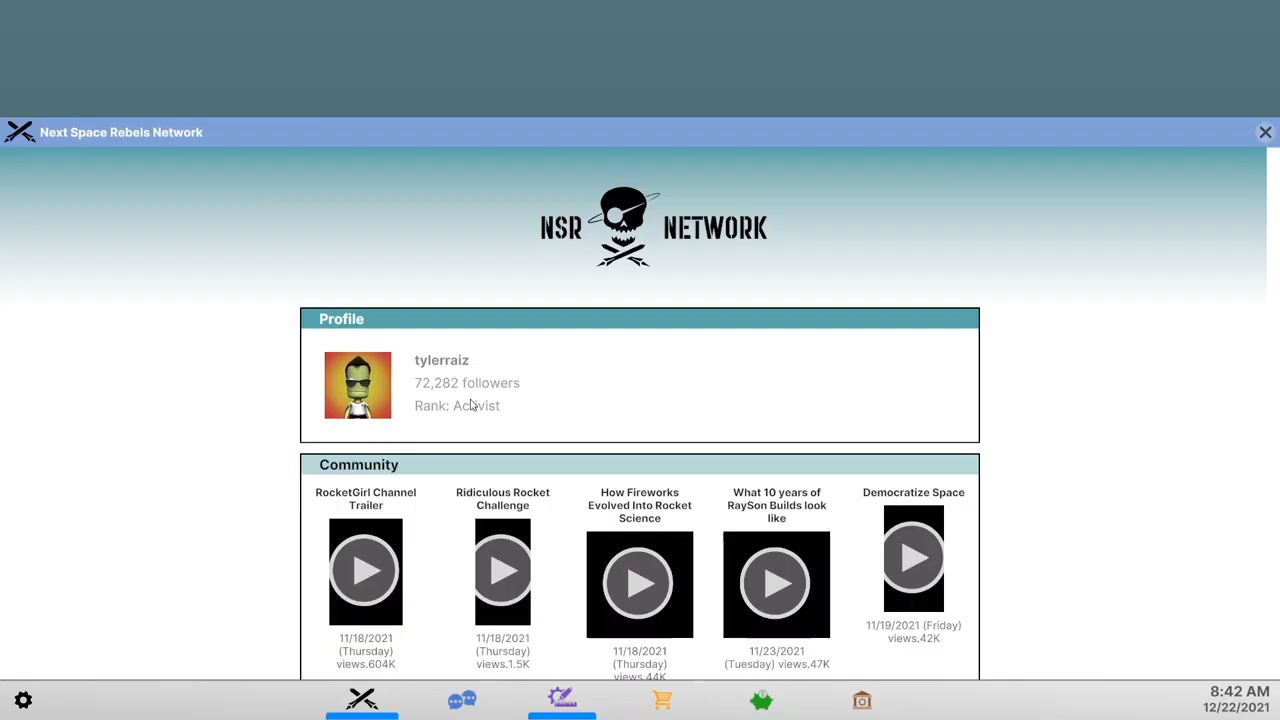 Next Space Rebels Network
NSR NETWORK
Profile
tylerraiz
72,282 followers
Rank: Activist
Community
RocketGirl Channel
Trailer
11/18/2021
(Thursday)
views.604K
Ridiculous Rocket
Challenge
11/18/2021
(Thursday)
views.1.5K
How Fireworks
Evolved Into Rocket
Science
11/18/2021
(Thursday)
views.44K
What 10 years of
RaySon Builds look
like
11/23/2021
(Tuesday) views.47K
Democratize Space
11/19/2021 (Friday)
views.42K
8:42 AM
12/22/2021